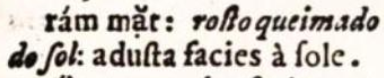 rám mặt: roſto queimado
do ſol: aduſta facies à ſole.